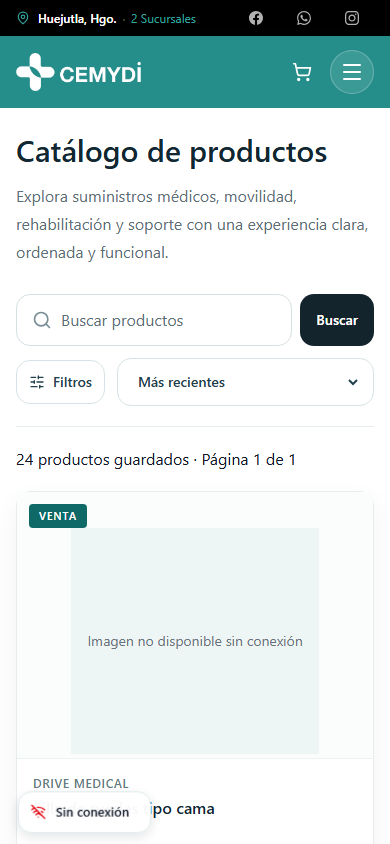 Huejutla, Hgo. · 2 Sucursales
CEMYDI
Catálogo de productos
Explora suministros médicos, movilidad,
rehabilitación y soporte con una experiencia clara,
ordenada y funcional.
Buscar productos
Buscar
Filtros
Más recientes
24 productos guardados · Página 1 de 1
VENTA
Imagen no disponible sin conexión
DRIVE MEDICAL
tipo cama
Sin conexión